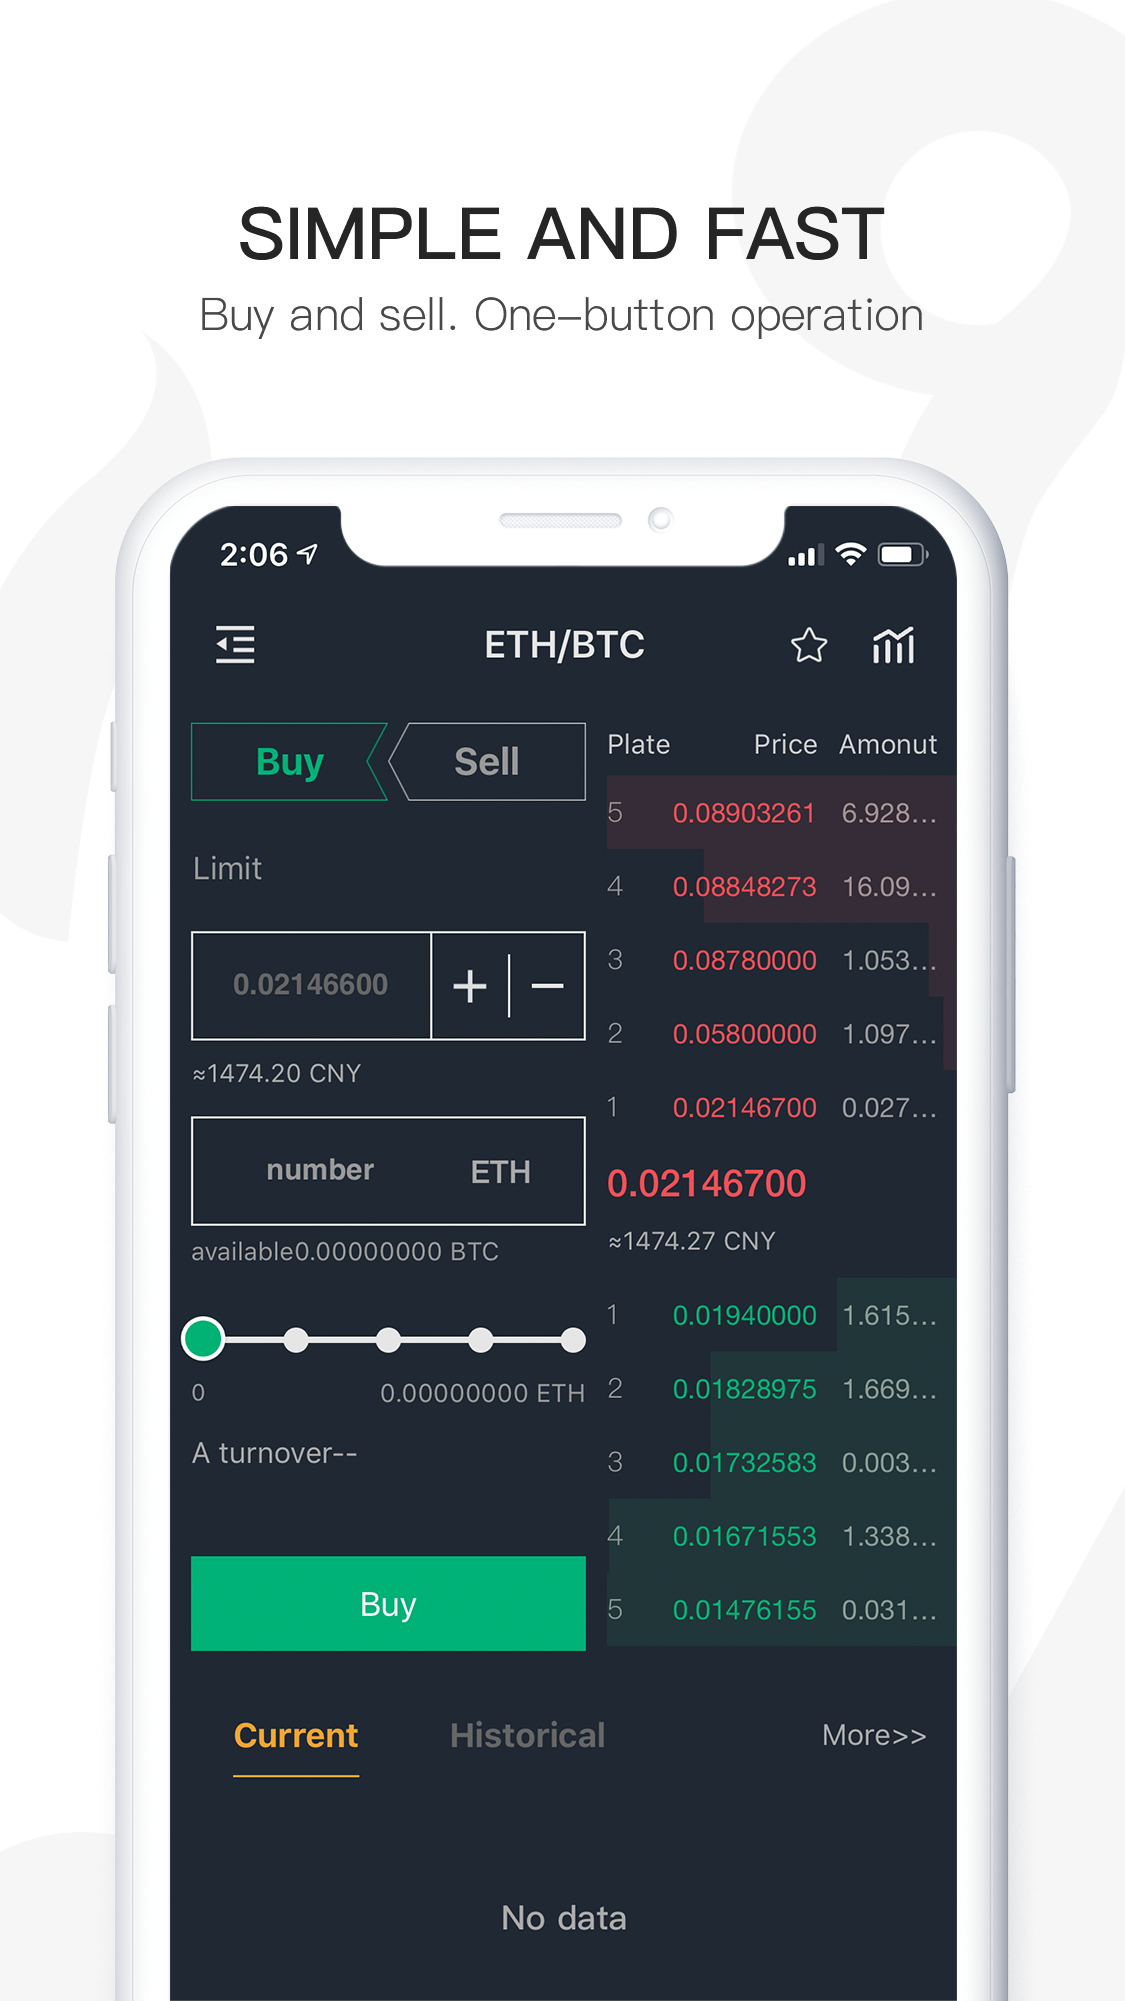 SIMPLE AND FAST
Buy and sell. One-button operation
2:06
ETH/BTC
Buy
Sell
Limit
0.02146600
+
−
≈1474.20 CNY
number
ETH
available0.00000000 BTC
0
0.00000000 ETH
A turnover--
Buy
Plate Price Amonut
5 0.08903261 6.928...
4 0.08848273 16.09...
3 0.08780000 1.053...
2 0.05800000 1.097...
1 0.02146700 0.027...
0.02146700
≈1474.27 CNY
1 0.01940000 1.615...
2 0.01828975 1.669...
3 0.01732583 0.003...
4 0.01671553 1.338...
5 0.01476155 0.031...
Current
Historical
More>>
No data